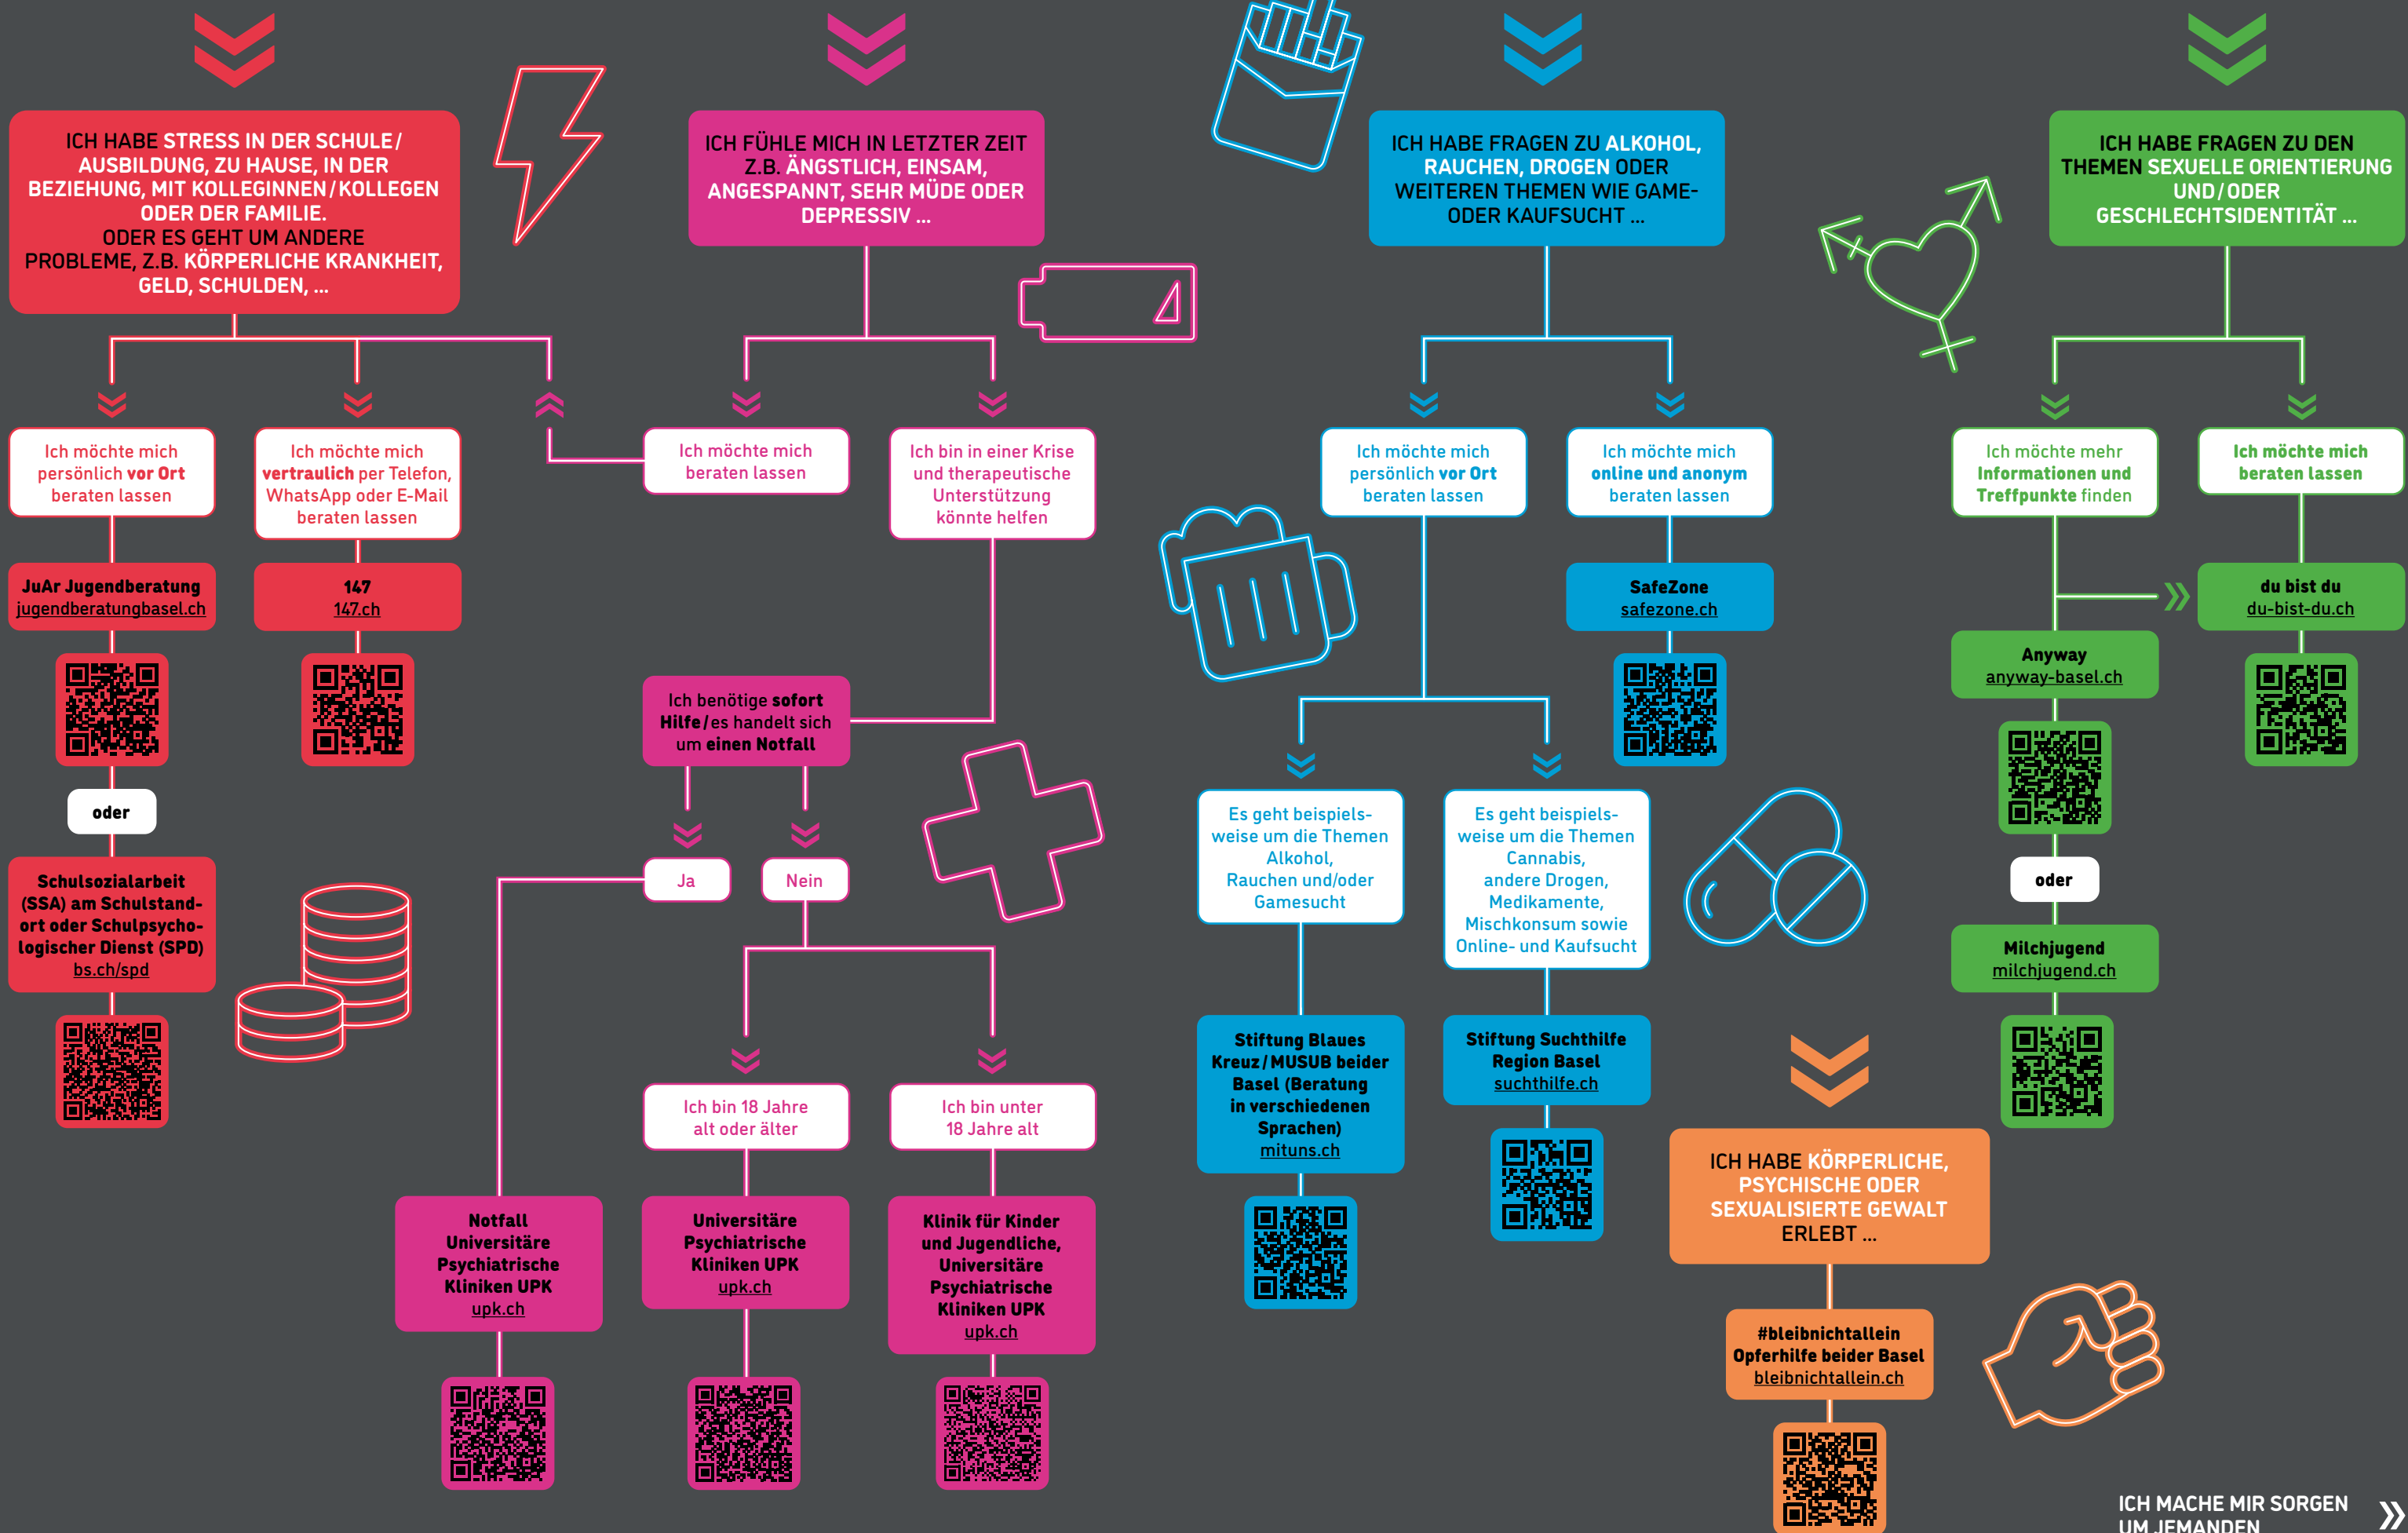 ICH HABE STRESS IN DER SCHULE/
AUSBILDUNG, ZU HAUSE, IN DER
BEZIEHUNG, MIT KOLLEGINNEN/KOLLEGEN
ODER DER FAMILIE.
ODER ES GEHT UM ANDERE
PROBLEME, Z.B. KÖRPERLICHE KRANKHEIT,
GELD, SCHULDEN, ...
Ich möchte mich
persönlich vor Ort
beraten lassen
JuAr Jugendberatung
jugendberatungbasel.ch
oder
Schulsozialarbeit
(SSA) am Schulstand-
ort oder Schulpsycho-
logischer Dienst (SPD)
bs.ch/spd
Ich möchte mich
vertraulich per Telefon,
WhatsApp oder E-Mail
beraten lassen
147
147.ch
ICH FÜHLE MICH IN LETZTER ZEIT
Z.B. ÄNGSTLICH, EINSAM,
ANGESPANNT, SEHR MÜDE ODER
DEPRESSIV ...
Ich möchte mich
beraten lassen
Ich bin in einer Krise
und therapeutische
Unterstützung
könnte helfen
Ich benötige sofort
Hilfe/es handelt sich
um einen Notfall
Ja
Nein
Ich bin 18 Jahre
alt oder älter
Ich bin unter
18 Jahre alt
Notfall
Universitäre
Psychiatrische
Kliniken UPK
upk.ch
Universitäre
Psychiatrische
Kliniken UPK
upk.ch
Klinik für Kinder
und Jugendliche,
Universitäre
Psychiatrische
Kliniken UPK
upk.ch
ICH HABE FRAGEN ZU ALKOHOL,
RAUCHEN, DROGEN ODER
WEITEREN THEMEN WIE GAME-
ODER KAUFSUCHT ...
Ich möchte mich
persönlich vor Ort
beraten lassen
Ich möchte mich
online und anonym
beraten lassen
SafeZone
safezone.ch
Es geht beispiels-
weise um die Themen
Alkohol,
Rauchen und/oder
Gamesucht
Es geht beispiels-
weise um die Themen
Cannabis,
andere Drogen,
Medikamente,
Mischkonsum sowie
Online- und Kaufsucht
Stiftung Blaues
Kreuz/MUSUB beider
Basel (Beratung
in verschiedenen
Sprachen)
mituns.ch
Stiftung Suchthilfe
Region Basel
suchthilfe.ch
ICH HABE FRAGEN ZU DEN
THEMEN SEXUELLE ORIENTIERUNG
UND/ODER
GESCHLECHTSIDENTITÄT ...
Ich möchte mehr
Informationen und
Treffpunkte finden
Ich möchte mich
beraten lassen
du bist du
du-bist-du.ch
Anyway
anyway-basel.ch
oder
Milchjugend
milchjugend.ch
ICH HABE KÖRPERLICHE,
PSYCHISCHE ODER
SEXUALISIERTE GEWALT
ERLEBT ...
#bleibnichtallein
Opferhilfe beider Basel
bleibnichtallein.ch
ICH MACHE MIR SORGEN
UM JEMANDEN